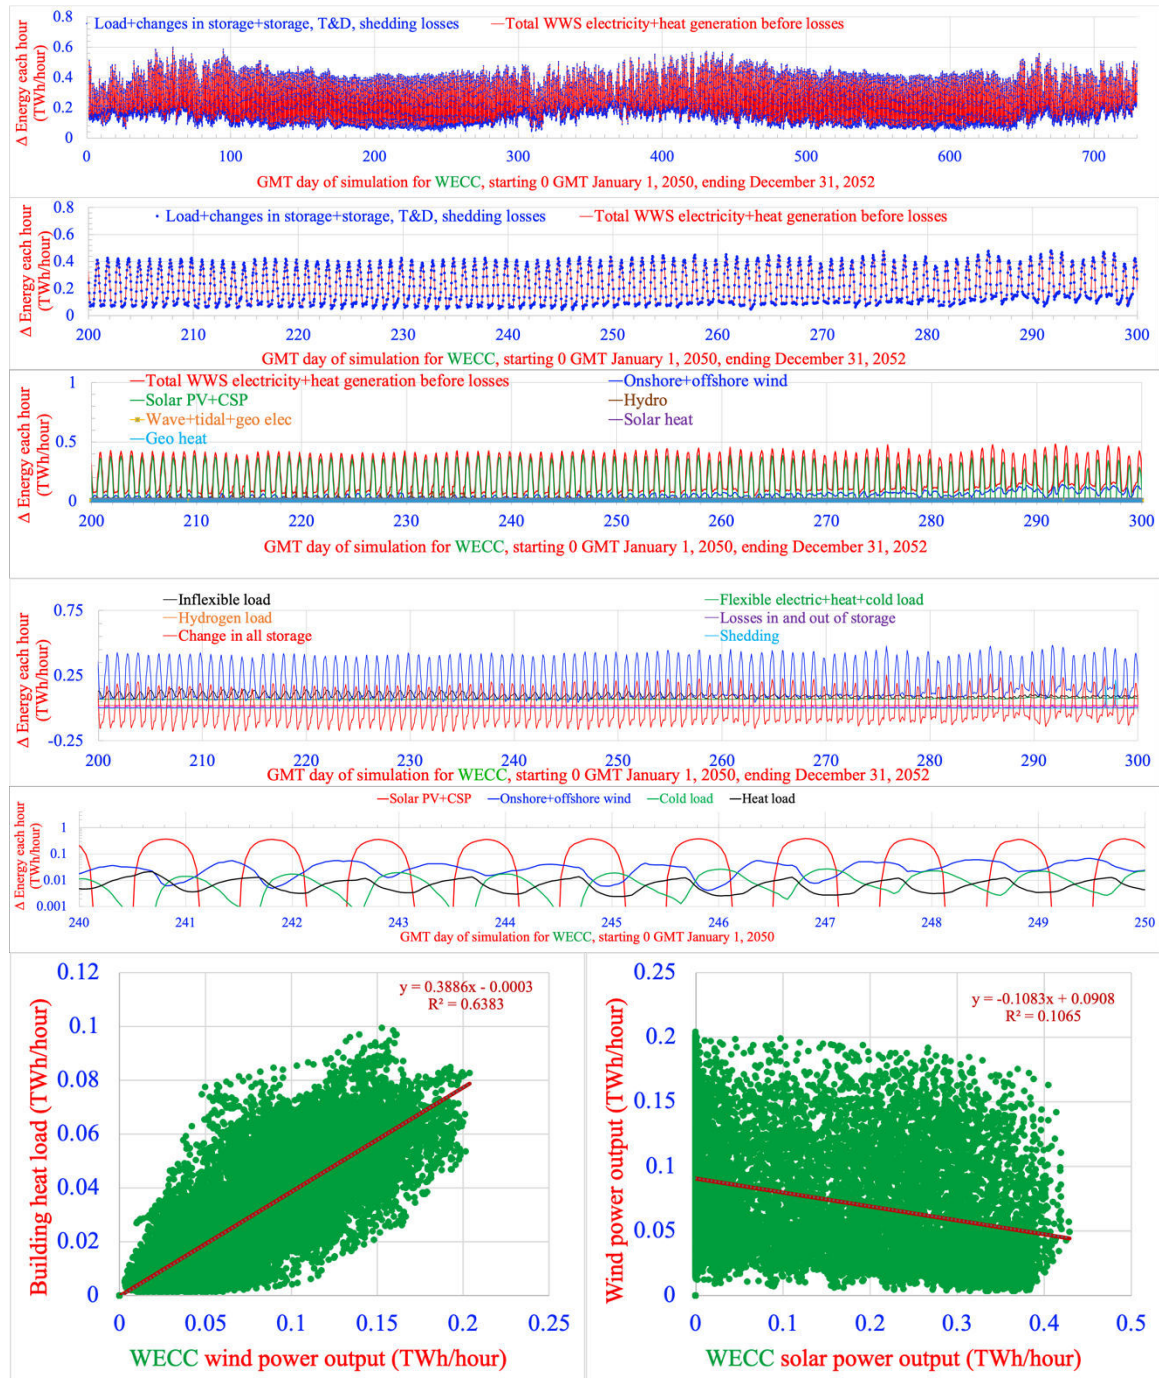 Load+changes in storage+storage, T&D, shedding losses —Total WWS electricity+heat generation before losses
Δ Energy each hour
(TWh/hour)
0.8
0.6
0.4
0.2
0
0 100 200 300 400 500 600 700
GMT day of simulation for WECC, starting 0 GMT January 1, 2050, ending December 31, 2052
Load+changes in storage+storage, T&D, shedding losses —Total WWS electricity+heat generation before losses
Δ Energy each hour
(TWh/hour)
0.8
0.6
0.4
0.2
0
200 210 220 230 240 250 260 270 280 290 300
GMT day of simulation for WECC, starting 0 GMT January 1, 2050, ending December 31, 2052
Total WWS electricity+heat generation before losses Onshore+offshore wind
Solar PV+CSP Hydro
Wave+tidal+geo elec Solar heat
Geo heat
Δ Energy each hour
(TWh/hour)
1
0.5
0
200 210 220 230 240 250 260 270 280 290 300
GMT day of simulation for WECC, starting 0 GMT January 1, 2050, ending December 31, 2052
Inflexible load Flexible electric+heat+cold load
Hydrogen load Losses in and out of storage
Change in all storage Shedding
Δ Energy each hour
(TWh/hour)
0.75
0.25
-0.25
200 210 220 230 240 250 260 270 280 290 300
GMT day of simulation for WECC, starting 0 GMT January 1, 2050, ending December 31, 2052
—Solar PV+CSP —Onshore+offshore wind —Cold load —Heat load
Δ Energy each hour
(TWh/hour)
1
0.1
0.01
0.001
240 241 242 243 244 245 246 247 248 249 250
GMT day of simulation for WECC, starting 0 GMT January 1, 2050
Building heat load (TWh/hour)
0.12
0.1
0.08
0.06
0.04
0.02
0
y = 0.3886x - 0.0003
R² = 0.6383
0 0.05 0.1 0.15 0.2 0.25
WECC wind power output (TWh/hour)
Wind power output (TWh/hour)
0.25
0.2
0.15
0.1
0.05
0
y = -0.1083x + 0.0908
R² = 0.1065
0 0.1 0.2 0.3 0.4 0.5
WECC solar power output (TWh/hour)